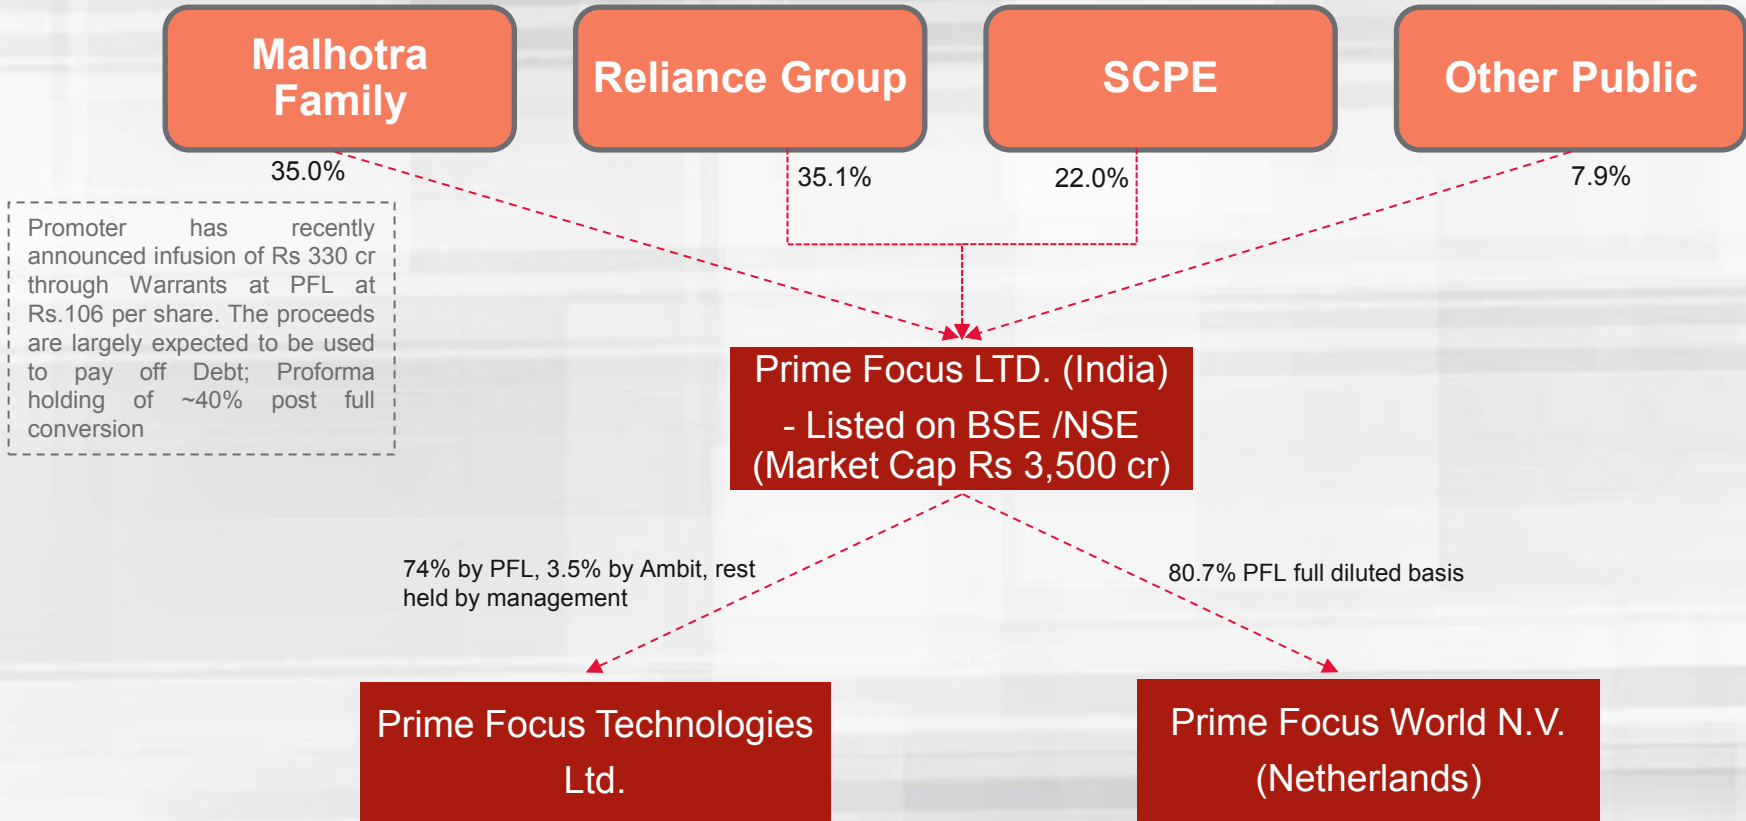 Malhotra
Family
Reliance Group
SCPE
Other Public
35.0%
35.1%
22.0%
7.9%
Promoter has recently
announced infusion of Rs 330 cr
through Warrants at PFL at
Rs.106 per share. The proceeds
are largely expected to be used
to pay off Debt; Proforma
holding of ~40% post full
conversion
Prime Focus LTD. (India)
- Listed on BSE /NSE
(Market Cap Rs 3,500 cr)
74% by PFL, 3.5% by Ambit, rest
held by management
80.7% PFL full diluted basis
Prime Focus Technologies
Ltd.
Prime Focus World N.V.
(Netherlands)